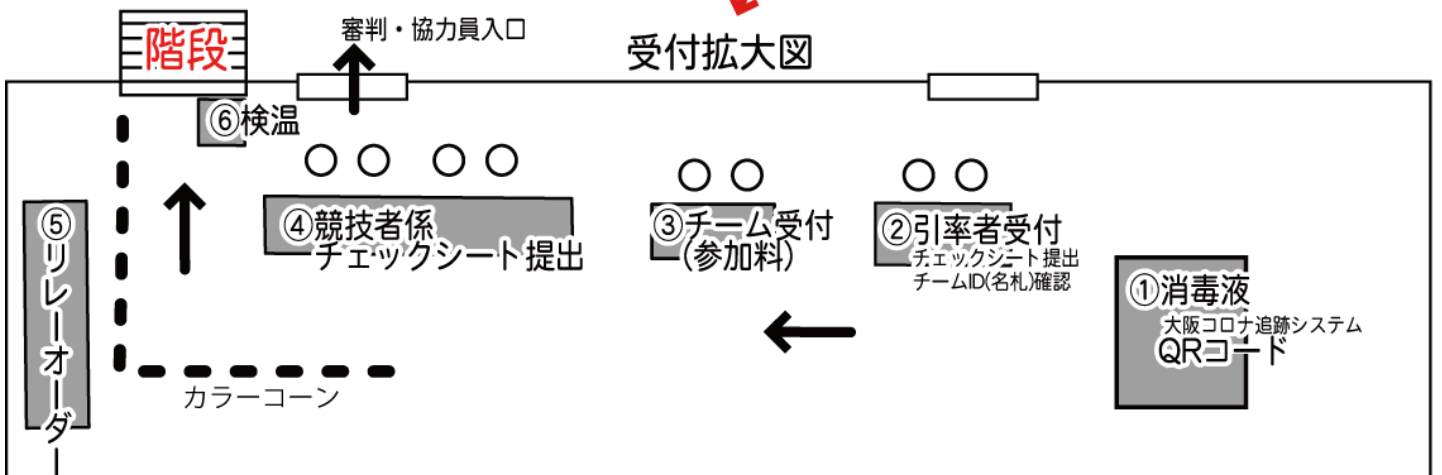 階段
審判・協力員入口
受付拡大図
⑥検温
⑤リレーオーダー
④競技者係
チェックシート提出
③チーム受付
(参加料)
②引率者受付
チェックシート提出
チームID(名札)確認
①消毒液
大阪コロナ追跡システム
QRコード
カラーコーン